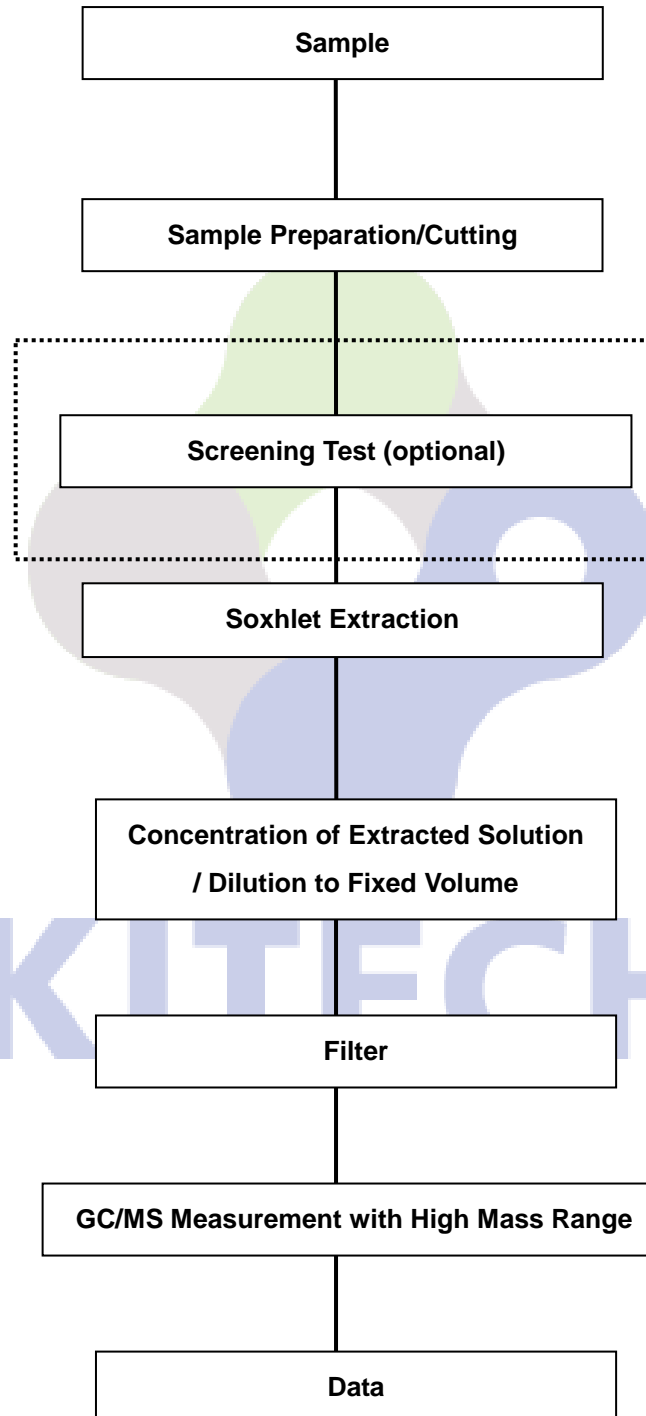 Sample
Sample Preparation/Cutting
Screening Test (optional)
Soxhlet Extraction
Concentration of Extracted Solution
/ Dilution to Fixed Volume
KITECH
Filter
GC/MS Measurement with High Mass Range
Data